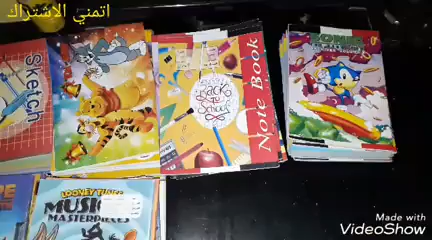 اتمني الاشتراك
Sketch
Back to School
Note Book
SONIC
LOONEY TUNES
MUSIC
MASTERPIECES
Made with
VideoShow